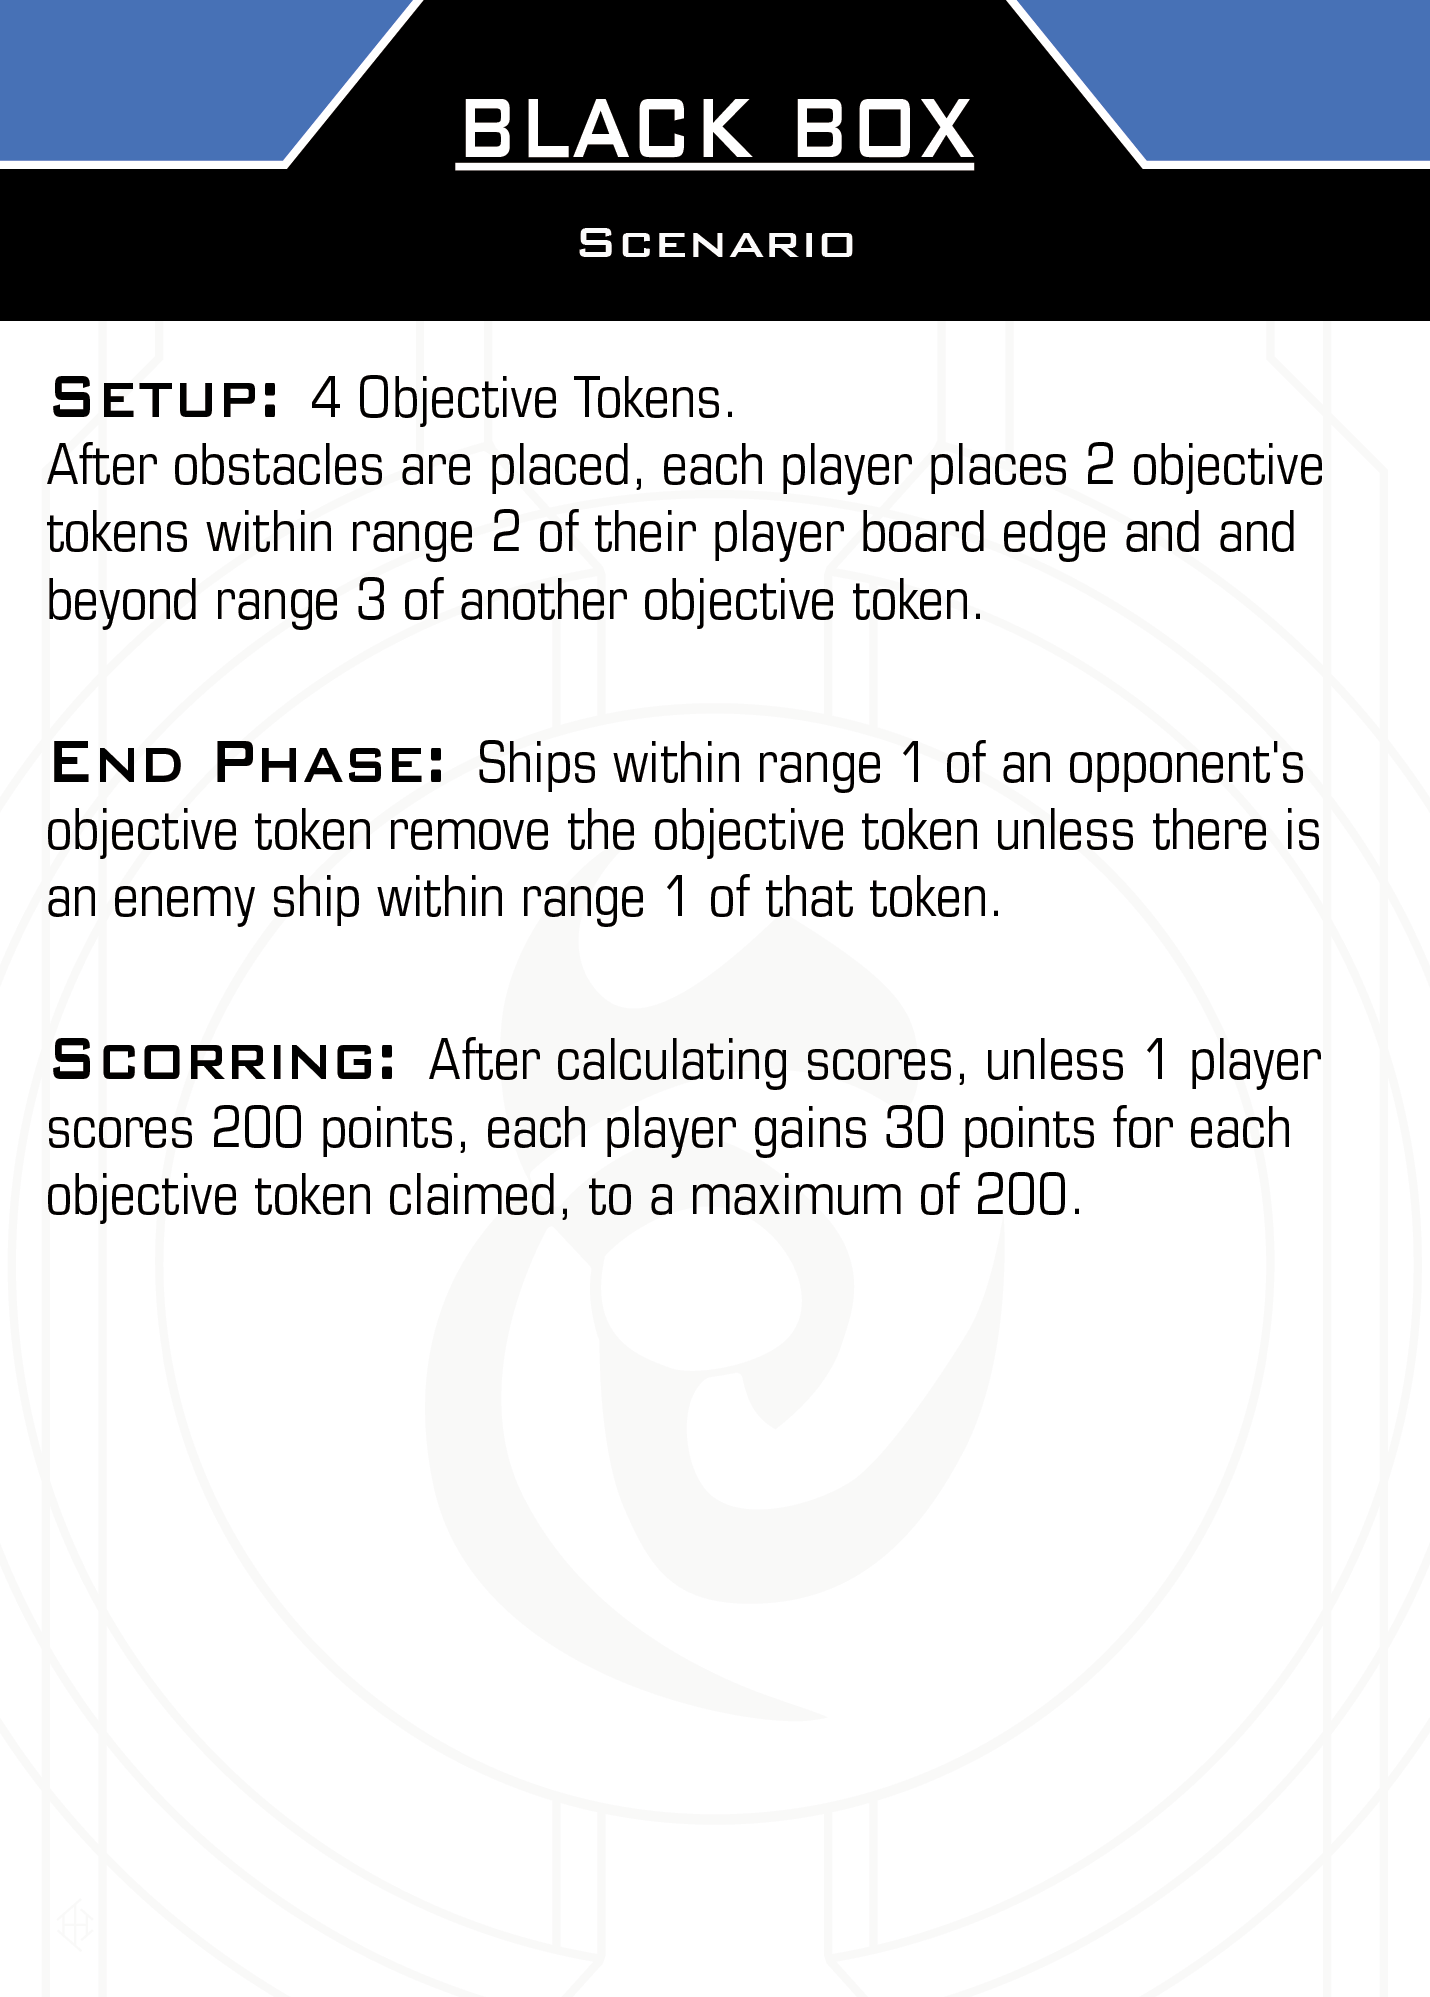 BLACK BOX
Scenario
Setup: 4 Objective Tokens.
After obstacles are placed, each player places 2 objective
tokens within range 2 of their player board edge and and
beyond range 3 of another objective token.
End Phase: Ships within range 1 of an opponent's
objective token remove the objective token unless there is
an enemy ship within range 1 of that token.
Scorring: After calculating scores, unless 1 player
scores 200 points, each player gains 30 points for each
objective token claimed, to a maximum of 200.